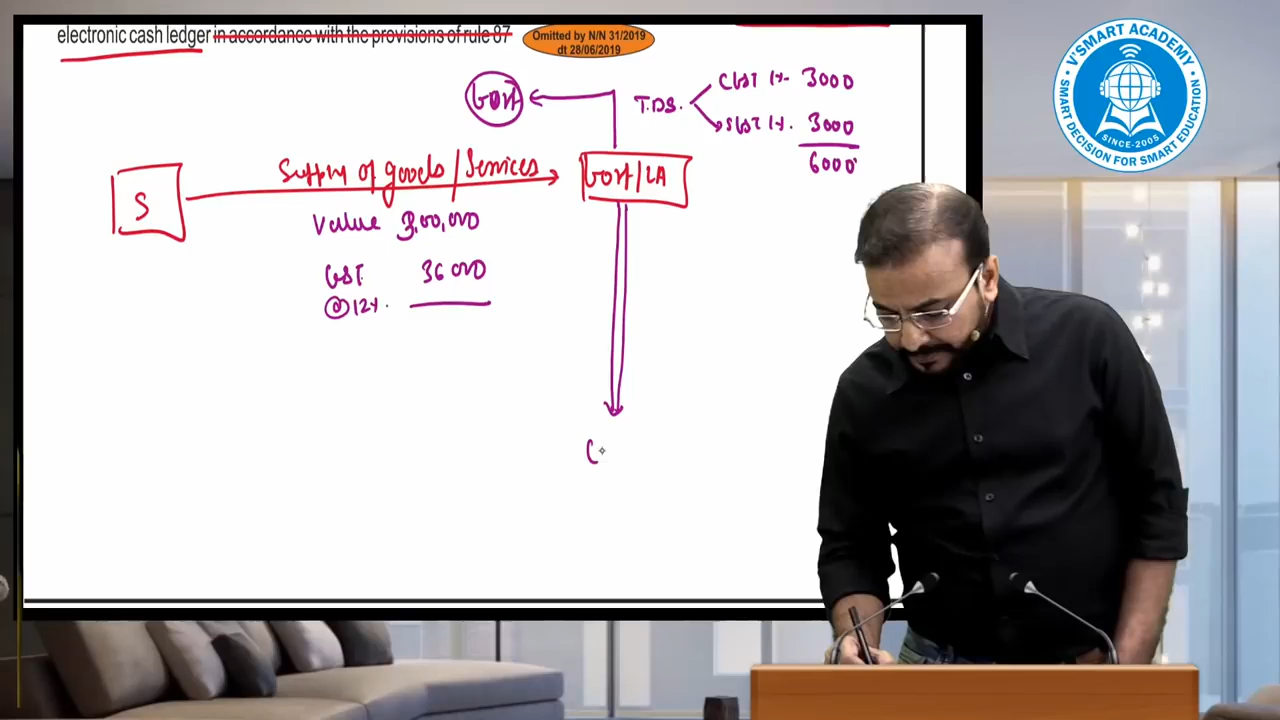 electronic cash ledger in accordance with the provisions of rule 87
Omitted by N/N 31/2019
dt 28/06/2019
Govt
T.D.S.
CGST 1%. 3000
SGST 1%. 3000
6000
S
Supply of goods/Services
Govt/LA
Value 3,00,000
GST 36000
@12%.
(
V'SMART ACADEMY
SINCE-2005
SMART DECISION FOR SMART EDUCATION